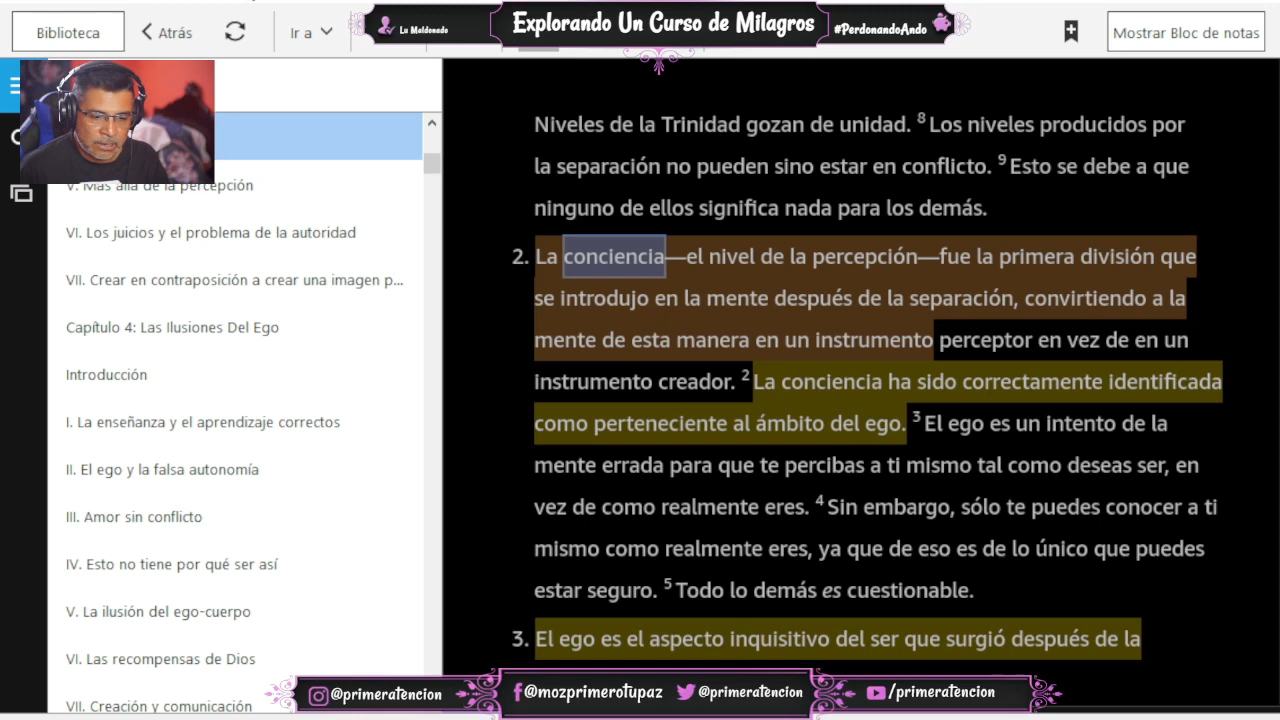 Biblioteca
Atrás
Ir a
Lu Maldonado
Explorando Un Curso de Milagros
#PerdonandoAndo
Mostrar Bloc de notas
V. Más allá de la percepción
VI. Los juicios y el problema de la autoridad
VII. Crear en contraposición a crear una imagen p...
Capítulo 4: Las Ilusiones Del Ego
Introducción
I. La enseñanza y el aprendizaje correctos
II. El ego y la falsa autonomía
III. Amor sin conflicto
IV. Esto no tiene por qué ser así
V. La ilusión del ego-cuerpo
VI. Las recompensas de Dios
VII. Creación y comunicación
Niveles de la Trinidad gozan de unidad. 8 Los niveles producidos por
la separación no pueden sino estar en conflicto. 9 Esto se debe a que
ninguno de ellos significa nada para los demás.
2. La conciencia—el nivel de la percepción—fue la primera división que
se introdujo en la mente después de la separación, convirtiendo a la
mente de esta manera en un instrumento perceptor en vez de en un
instrumento creador. 2 La conciencia ha sido correctamente identificada
como perteneciente al ámbito del ego. 3 El ego es un intento de la
mente errada para que te percibas a ti mismo tal como deseas ser, en
vez de como realmente eres. 4 Sin embargo, sólo te puedes conocer a ti
mismo como realmente eres, ya que de eso es de lo único que puedes
estar seguro. 5 Todo lo demás es cuestionable.
3. El ego es el aspecto inquisitivo del ser que surgió después de la
@primeratencion
@mozprimerotupaz
@primeratencion
/primeratencion